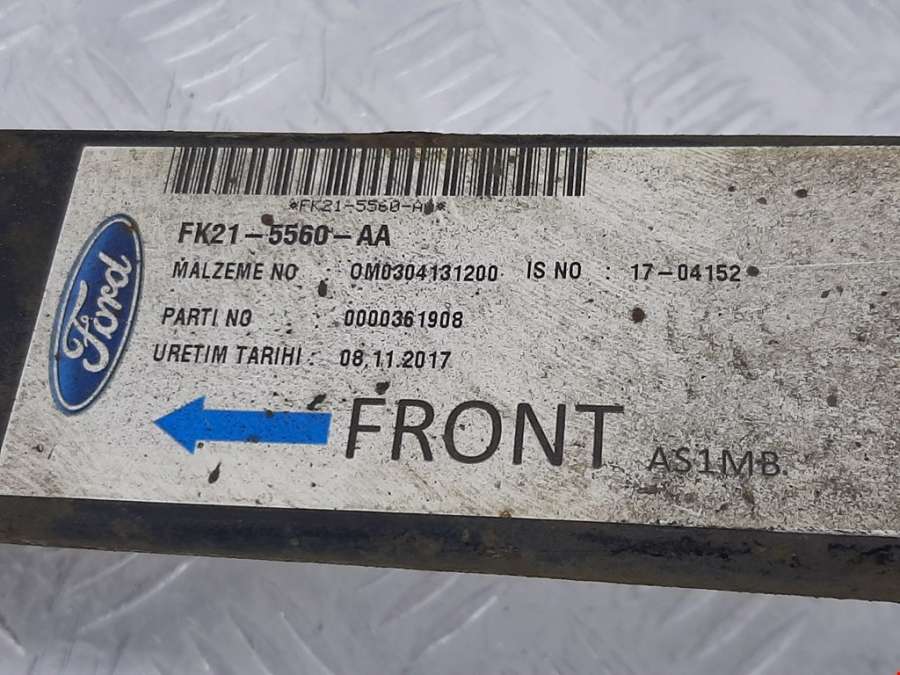 *FK21-5560-AA*
FK21-5560-AA
Ford
MALZEME NO : OM0304131200 IS NO : 17-04152
PARTI NO : 0000361908
URETIM TARIHI : 08.11.2017
FRONT AS1MB.